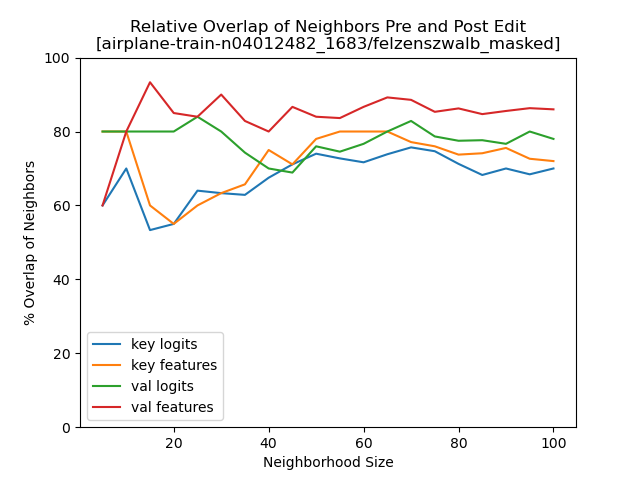 Relative Overlap of Neighbors Pre and Post Edit
[airplane-train-n04012482_1683/felzenszwalb_masked]
100
80
60
40
20
0
% Overlap of Neighbors
key logits
key features
val logits
val features
20
40
60
80
100
Neighborhood Size